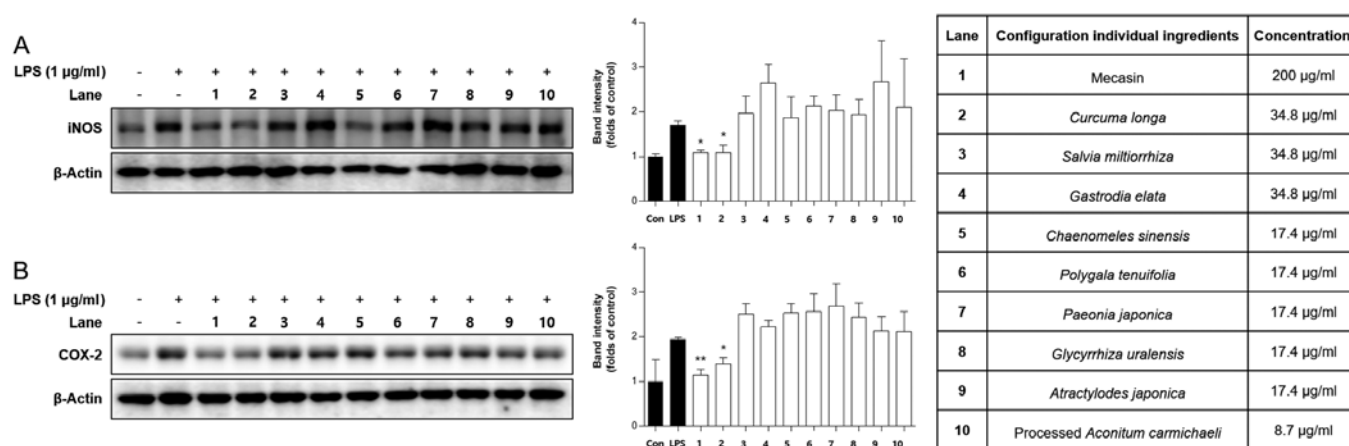 A
LPS (1 µg/ml) - + + + + + + + + + + +
Lane 1 2 3 4 5 6 7 8 9 10
iNOS
β-Actin
Band intensity
(folds of control)
4
3
2
1
0
* *
Con LPS 1 2 3 4 5 6 7 8 9 10
B
LPS (1 µg/ml) - + + + + + + + + + + +
Lane - - 1 2 3 4 5 6 7 8 9 10
COX-2
β-Actin
Band intensity
(folds of control)
4
3
2
1
0
** *
Con LPS 1 2 3 4 5 6 7 8 9 10
Lane Configuration individual ingredients Concentration
1 Mecasin 200 µg/ml
2 Curcuma longa 34.8 µg/ml
3 Salvia miltiorrhiza 34.8 µg/ml
4 Gastrodia elata 34.8 µg/ml
5 Chaenomeles sinensis 17.4 µg/ml
6 Polygala tenuifolia 17.4 µg/ml
7 Paeonia japonica 17.4 µg/ml
8 Glycyrrhiza uralensis 17.4 µg/ml
9 Atractylodes japonica 17.4 µg/ml
10 Processed Aconitum carmichaeli 8.7 µg/ml